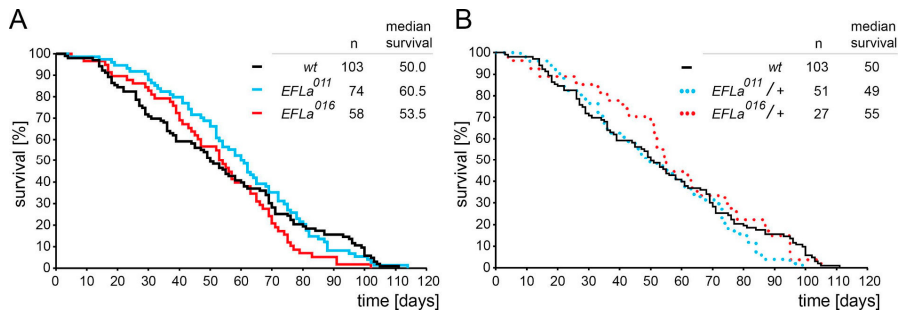 A
median
n survival
wt 103 50.0
EFLa011 74 60.5
EFLa016 58 53.5
survival [%]
100
90
80
70
60
50
40
30
20
10
0
0 10 20 30 40 50 60 70 80 90 100 110 120
time [days]
B
median
n survival
wt 103 50
EFLa011/+ 51 49
EFLa016/+ 27 55
survival [%]
100
90
80
70
60
50
40
30
20
10
0
0 10 20 30 40 50 60 70 80 90 100 110 120
time [days]